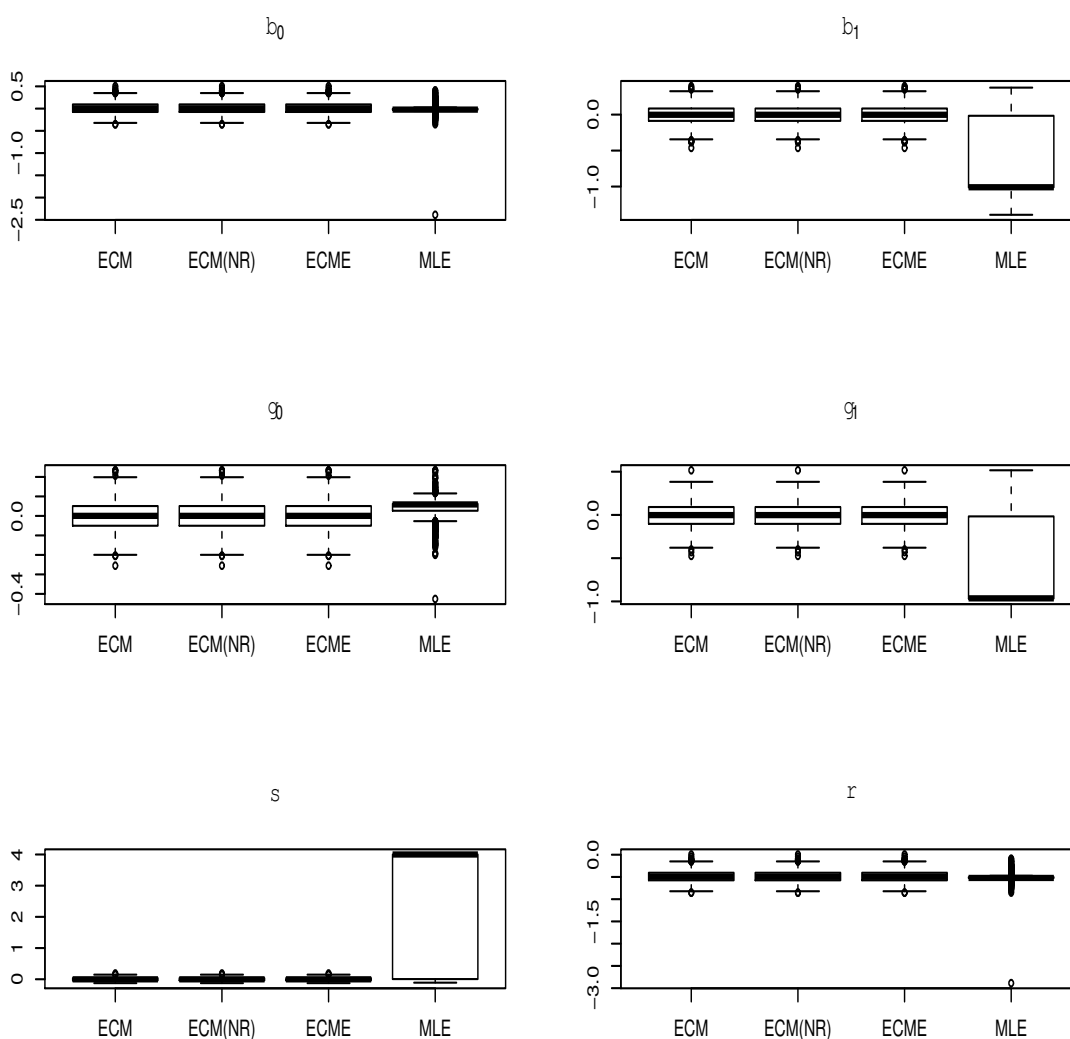 b0
b1
0.5
-1.0
-2.5
ECM ECM(NR) ECME MLE
0.0
-1.0
ECM ECM(NR) ECME MLE
g0
g1
0.0
-0.4
ECM ECM(NR) ECME MLE
0.0
-1.0
ECM ECM(NR) ECME MLE
s
r
4
3
2
1
0
ECM ECM(NR) ECME MLE
0.0
-1.5
-3.0
ECM ECM(NR) ECME MLE